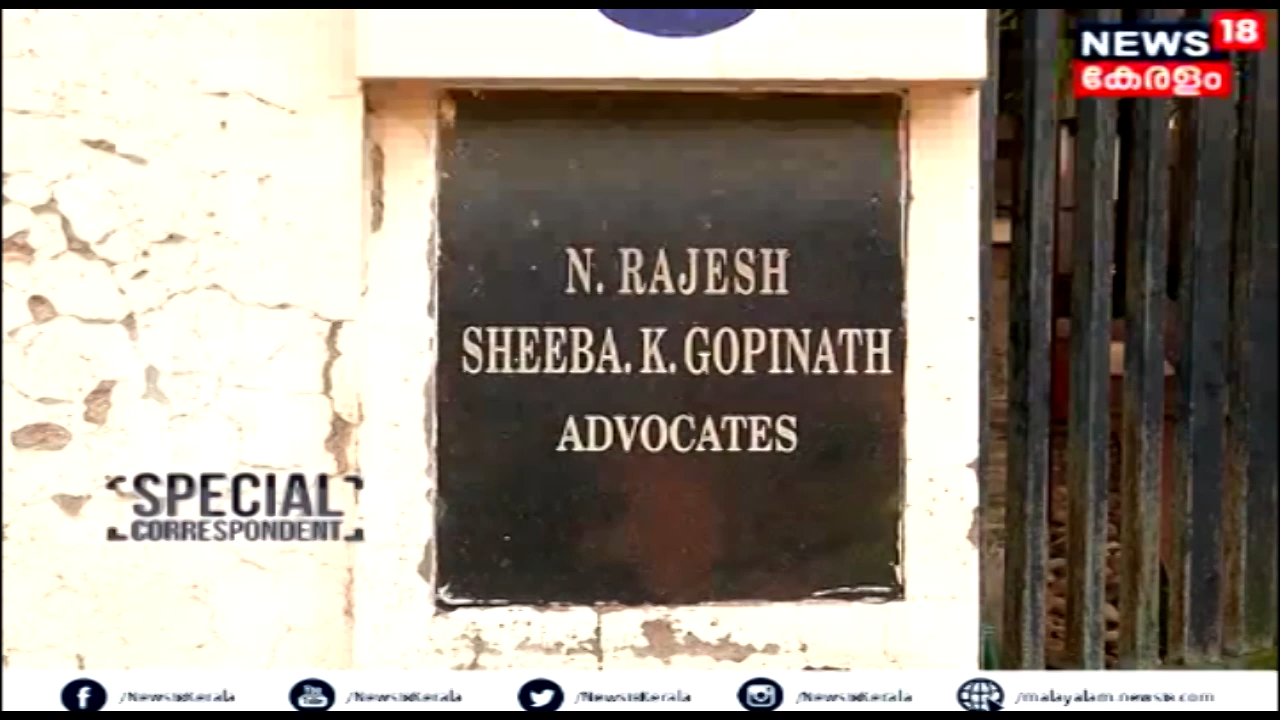 NEWS 18
കേരളം
N. RAJESH
SHEEBA. K. GOPINATH
ADVOCATES
SPECIAL
CORRESPONDENT
/News18Kerala /News18Kerala /News18Kerala /News18Kerala /malayalam.news18.com